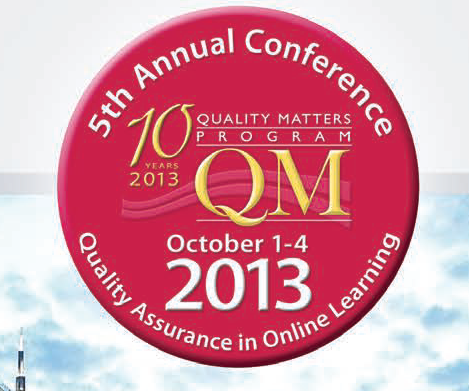 5th Annual Conference
10
YEARS
2013
QUALITY MATTERS
PROGRAM
QM
October 1-4
2013
Quality Assurance in Online Learning